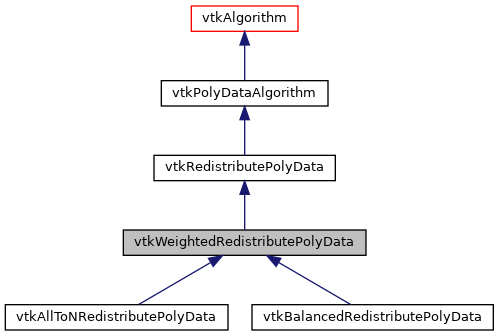 vtkAlgorithm
vtkPolyDataAlgorithm
vtkRedistributePolyData
vtkWeightedRedistributePolyData
vtkAllToNRedistributePolyData
vtkBalancedRedistributePolyData